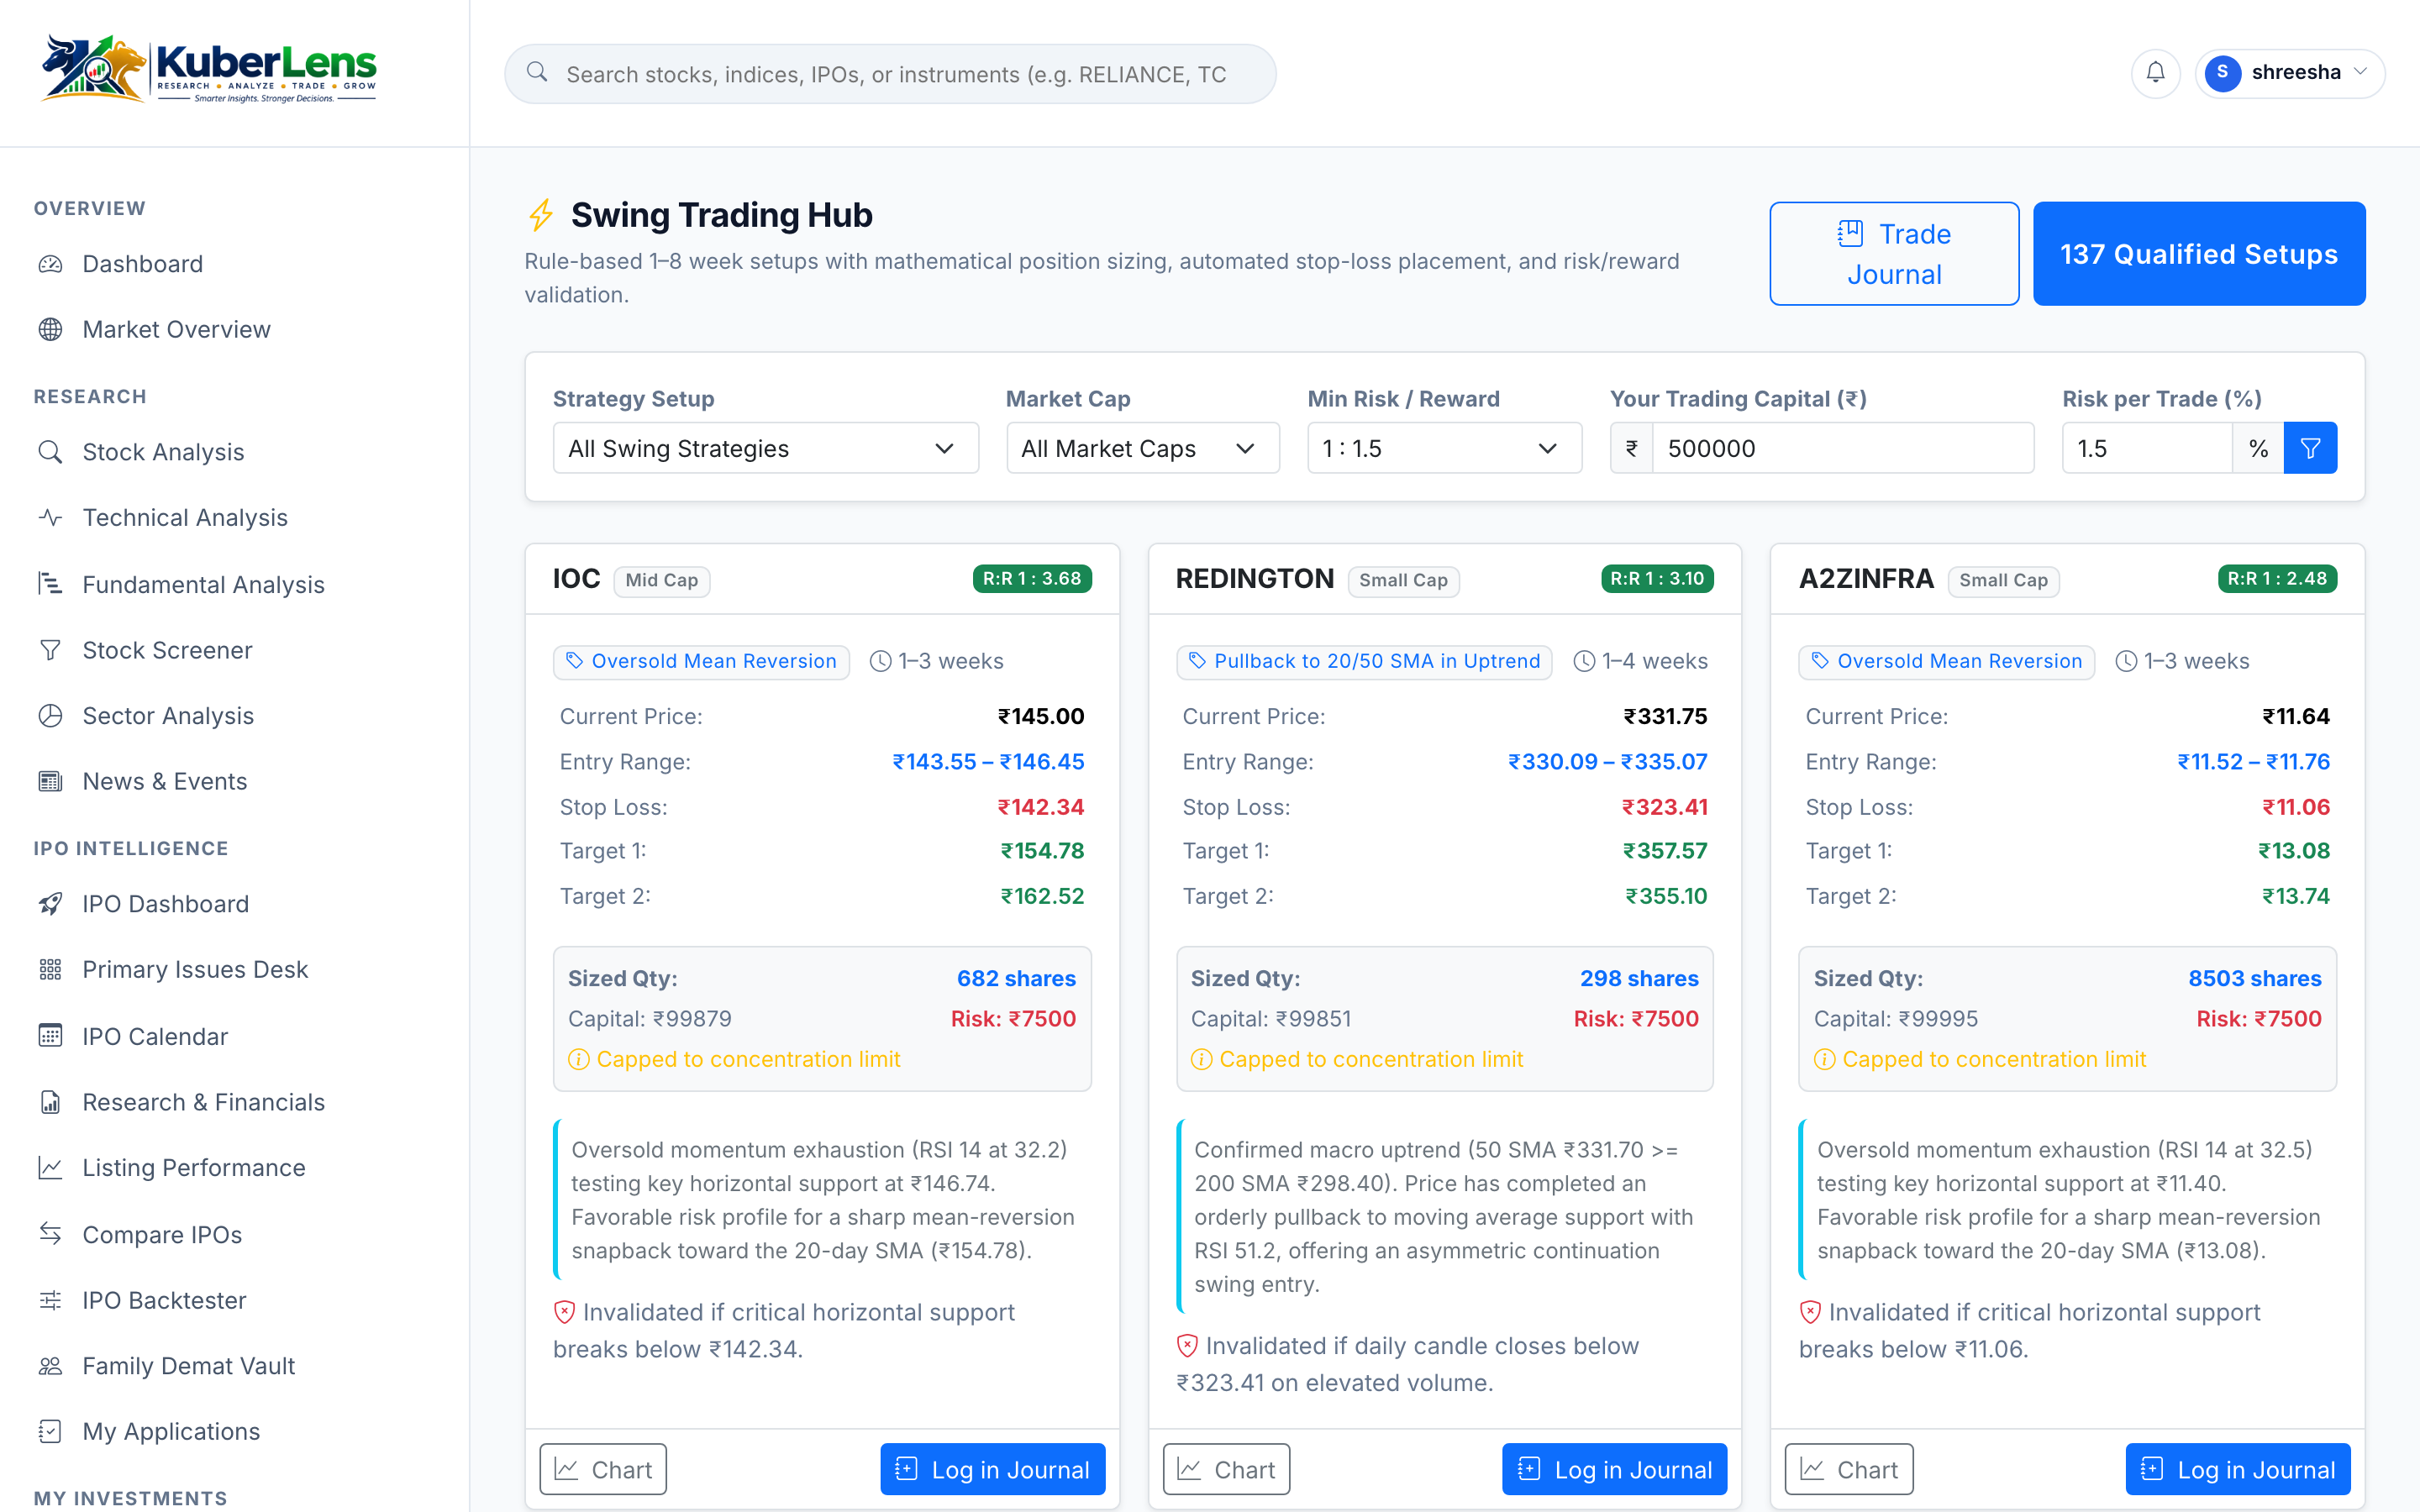 KuberLens
RESEARCH • ANALYZE • TRADE • GROW
Smarter Insights. Stronger Decisions.
Search stocks, indices, IPOs, or instruments (e.g. RELIANCE, TC
S shreesha
OVERVIEW
Dashboard
Market Overview
RESEARCH
Stock Analysis
Technical Analysis
Fundamental Analysis
Stock Screener
Sector Analysis
News & Events
IPO INTELLIGENCE
IPO Dashboard
Primary Issues Desk
IPO Calendar
Research & Financials
Listing Performance
Compare IPOs
IPO Backtester
Family Demat Vault
My Applications
MY INVESTMENTS
Swing Trading Hub
Rule-based 1–8 week setups with mathematical position sizing, automated stop-loss placement, and risk/reward
validation.
Trade
Journal
137 Qualified Setups
Strategy Setup
All Swing Strategies
Market Cap
All Market Caps
Min Risk / Reward
1 : 1.5
Your Trading Capital (₹)
₹ 500000
Risk per Trade (%)
1.5 %
IOC Mid Cap R:R 1 : 3.68
Oversold Mean Reversion 1–3 weeks
Current Price: ₹145.00
Entry Range: ₹143.55 – ₹146.45
Stop Loss: ₹142.34
Target 1: ₹154.78
Target 2: ₹162.52
Sized Qty: 682 shares
Capital: ₹99879 Risk: ₹7500
Capped to concentration limit
Oversold momentum exhaustion (RSI 14 at 32.2)
testing key horizontal support at ₹146.74.
Favorable risk profile for a sharp mean-reversion
snapback toward the 20-day SMA (₹154.78).
Invalidated if critical horizontal support
breaks below ₹142.34.
Chart Log in Journal
REDINGTON Small Cap R:R 1 : 3.10
Pullback to 20/50 SMA in Uptrend 1–4 weeks
Current Price: ₹331.75
Entry Range: ₹330.09 – ₹335.07
Stop Loss: ₹323.41
Target 1: ₹357.57
Target 2: ₹355.10
Sized Qty: 298 shares
Capital: ₹99851 Risk: ₹7500
Capped to concentration limit
Confirmed macro uptrend (50 SMA ₹331.70 >=
200 SMA ₹298.40). Price has completed an
orderly pullback to moving average support with
RSI 51.2, offering an asymmetric continuation
swing entry.
Invalidated if daily candle closes below
₹323.41 on elevated volume.
Chart Log in Journal
A2ZINFRA Small Cap R:R 1 : 2.48
Oversold Mean Reversion 1–3 weeks
Current Price: ₹11.64
Entry Range: ₹11.52 – ₹11.76
Stop Loss: ₹11.06
Target 1: ₹13.08
Target 2: ₹13.74
Sized Qty: 8503 shares
Capital: ₹99995 Risk: ₹7500
Capped to concentration limit
Oversold momentum exhaustion (RSI 14 at 32.5)
testing key horizontal support at ₹11.40.
Favorable risk profile for a sharp mean-reversion
snapback toward the 20-day SMA (₹13.08).
Invalidated if critical horizontal support
breaks below ₹11.06.
Chart Log in Journal